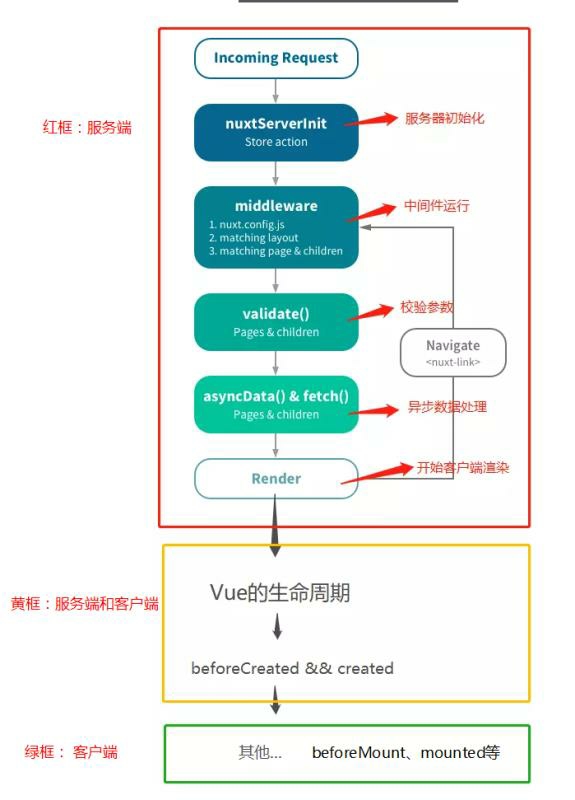 Incoming Request
红框：服务端
nuxtServerInit
Store action
服务器初始化
middleware
1. nuxt.config.js
2. matching layout
3. matching page & children
中间件运行
validate()
Pages & children
校验参数
Navigate
<nuxt-link>
asyncData() & fetch()
Pages & children
异步数据处理
Render
开始客户端渲染
Vue的生命周期
黄框：服务端和客户端
beforeCreated && created
绿框： 客户端
其他... beforeMount、mounted等